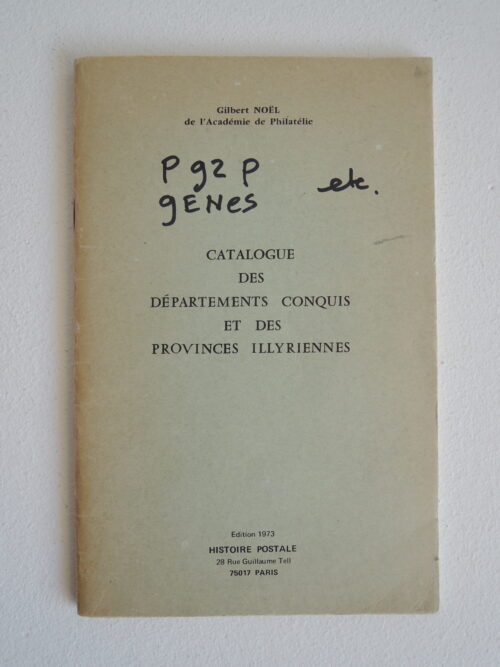 Gilbert NOËL
de l'Académie de Philatélie
P 92 P
gENES etc.
CATALOGUE
DES
DÉPARTEMENTS CONQUIS
ET DES
PROVINCES ILLYRIENNES
Edition 1973
HISTOIRE POSTALE
28 Rue Guillaume Tell
75017 PARIS